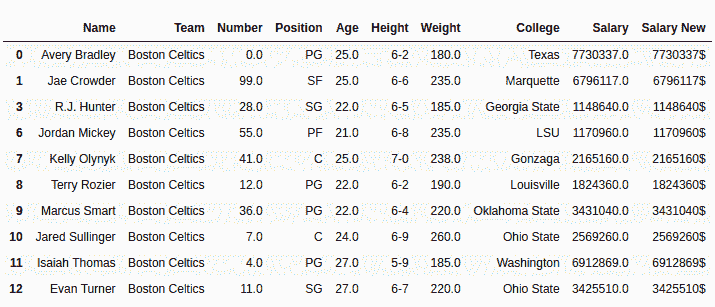 Name Team Number Position Age Height Weight College Salary Salary New
0 Avery Bradley Boston Celtics 0.0 PG 25.0 6-2 180.0 Texas 7730337.0 7730337$
1 Jae Crowder Boston Celtics 99.0 SF 25.0 6-6 235.0 Marquette 6796117.0 6796117$
3 R.J. Hunter Boston Celtics 28.0 SG 22.0 6-5 185.0 Georgia State 1148640.0 1148640$
6 Jordan Mickey Boston Celtics 55.0 PF 21.0 6-8 235.0 LSU 1170960.0 1170960$
7 Kelly Olynyk Boston Celtics 41.0 C 25.0 7-0 238.0 Gonzaga 2165160.0 2165160$
8 Terry Rozier Boston Celtics 12.0 PG 22.0 6-2 190.0 Louisville 1824360.0 1824360$
9 Marcus Smart Boston Celtics 36.0 PG 22.0 6-4 220.0 Oklahoma State 3431040.0 3431040$
10 Jared Sullinger Boston Celtics 7.0 C 24.0 6-9 260.0 Ohio State 2569260.0 2569260$
11 Isaiah Thomas Boston Celtics 4.0 PG 27.0 5-9 185.0 Washington 6912869.0 6912869$
12 Evan Turner Boston Celtics 11.0 SG 27.0 6-7 220.0 Ohio State 3425510.0 3425510$